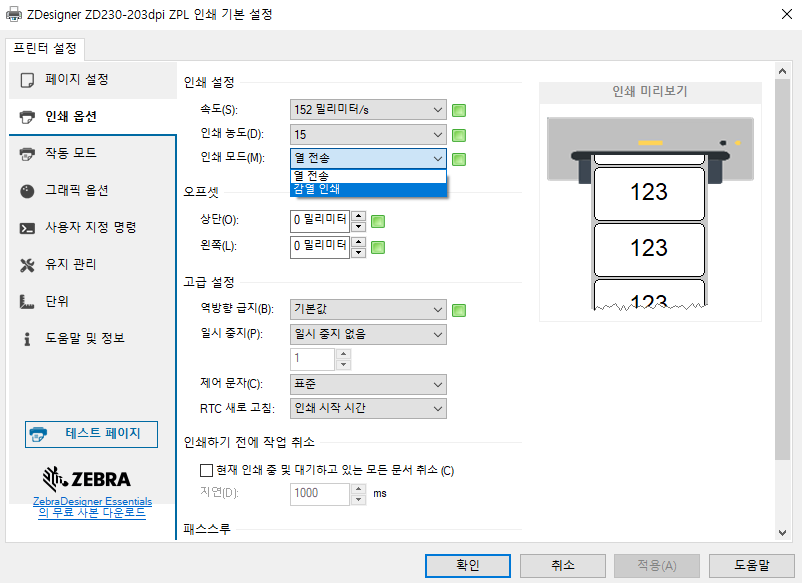 ZDesigner ZD230-203dpi ZPL 인쇄 기본 설정
프린터 설정
페이지 설정
인쇄 옵션
작동 모드
그래픽 옵션
사용자 지정 명령
유지 관리
단위
도움말 및 정보
테스트 페이지
ZEBRA
ZebraDesigner Essentials
의 무료 사본 다운로드
인쇄 설정
속도(S): 152 밀리미터/s
인쇄 농도(D): 15
인쇄 모드(M): 열 전송
열 전송
감열 인쇄
오프셋
상단(O): 0 밀리미터
왼쪽(L): 0 밀리미터
고급 설정
역방향 급지(B): 기본값
일시 중지(P): 일시 중지 없음
1
제어 문자(C): 표준
RTC 새로 고침: 인쇄 시작 시간
인쇄하기 전에 작업 취소
현재 인쇄 중 및 대기하고 있는 모든 문서 취소 (C)
지연(D): 1000 ms
패스스루
인쇄 미리보기
123
123
123
확인 취소 적용(A) 도움말